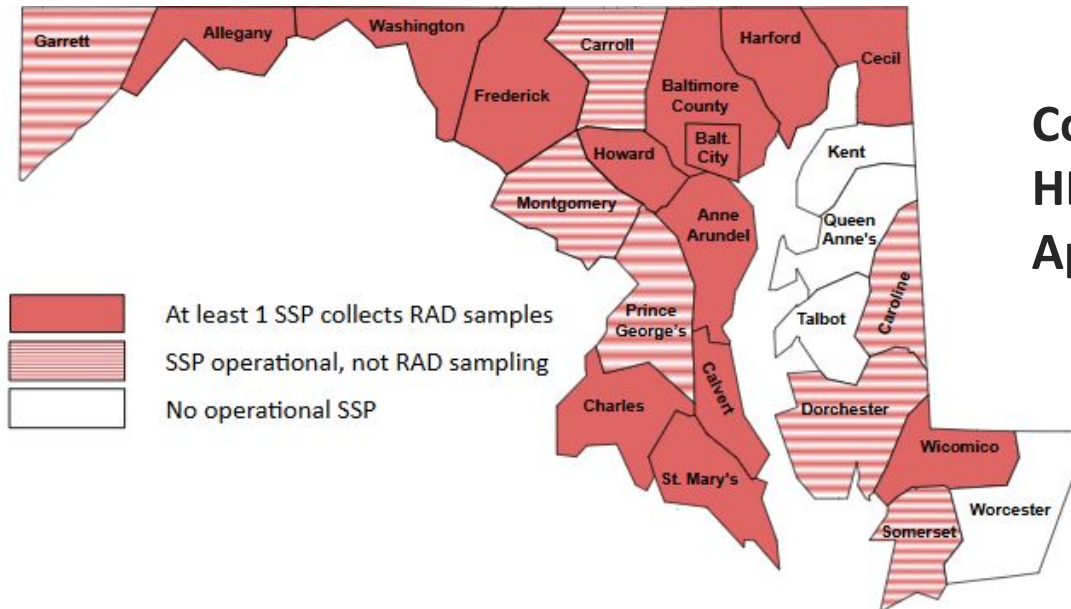 Garrett
Allegany
Washington
Frederick
Carroll
Baltimore
County
Balt.
City
Harford
Cecil
Howard
Montgomery
Anne
Arundel
Prince
George's
Kent
Queen
Anne's
Talbot
Caroline
Charles
Calvert
St. Mary's
Dorchester
Wicomico
Somerset
Worcester
At least 1 SSP collects RAD samples
SSP operational, not RAD sampling
No operational SSP